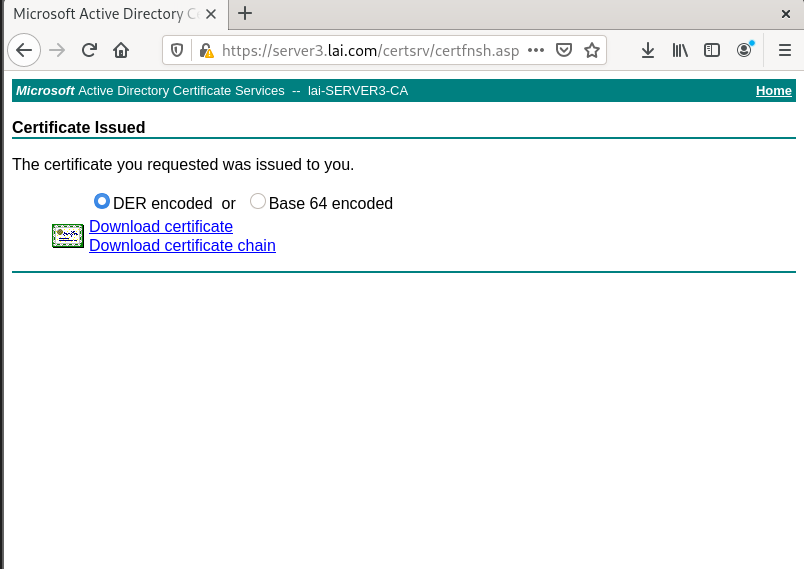 Microsoft Active Directory Ce
https://server3.lai.com/certsrv/certfnsh.asp
Microsoft Active Directory Certificate Services -- lai-SERVER3-CA Home
Certificate Issued
The certificate you requested was issued to you.
DER encoded or Base 64 encoded
Download certificate
Download certificate chain